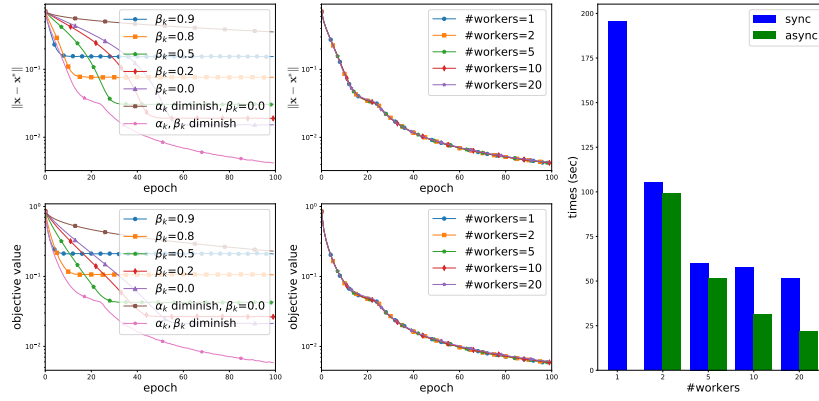 10⁻¹
10⁻²
‖x − x*‖
β_k=0.9
β_k=0.8
β_k=0.5
β_k=0.2
β_k=0.0
α_k diminish, β_k=0.0
α_k, β_k diminish
0 20 40 60 80 100
epoch
10⁻¹
10⁻²
‖x − x*‖
#workers=1
#workers=2
#workers=5
#workers=10
#workers=20
0 20 40 60 80 100
epoch
10⁰
10⁻¹
10⁻²
objective value
β_k=0.9
β_k=0.8
β_k=0.5
β_k=0.2
β_k=0.0
α_k diminish, β_k=0.0
α_k, β_k diminish
0 20 40 60 80 100
epoch
10⁰
10⁻¹
10⁻²
objective value
#workers=1
#workers=2
#workers=5
#workers=10
#workers=20
0 20 40 60 80 100
epoch
200
175
150
125
100
75
50
25
0
times (sec)
sync
async
1 2 5 10 20
#workers